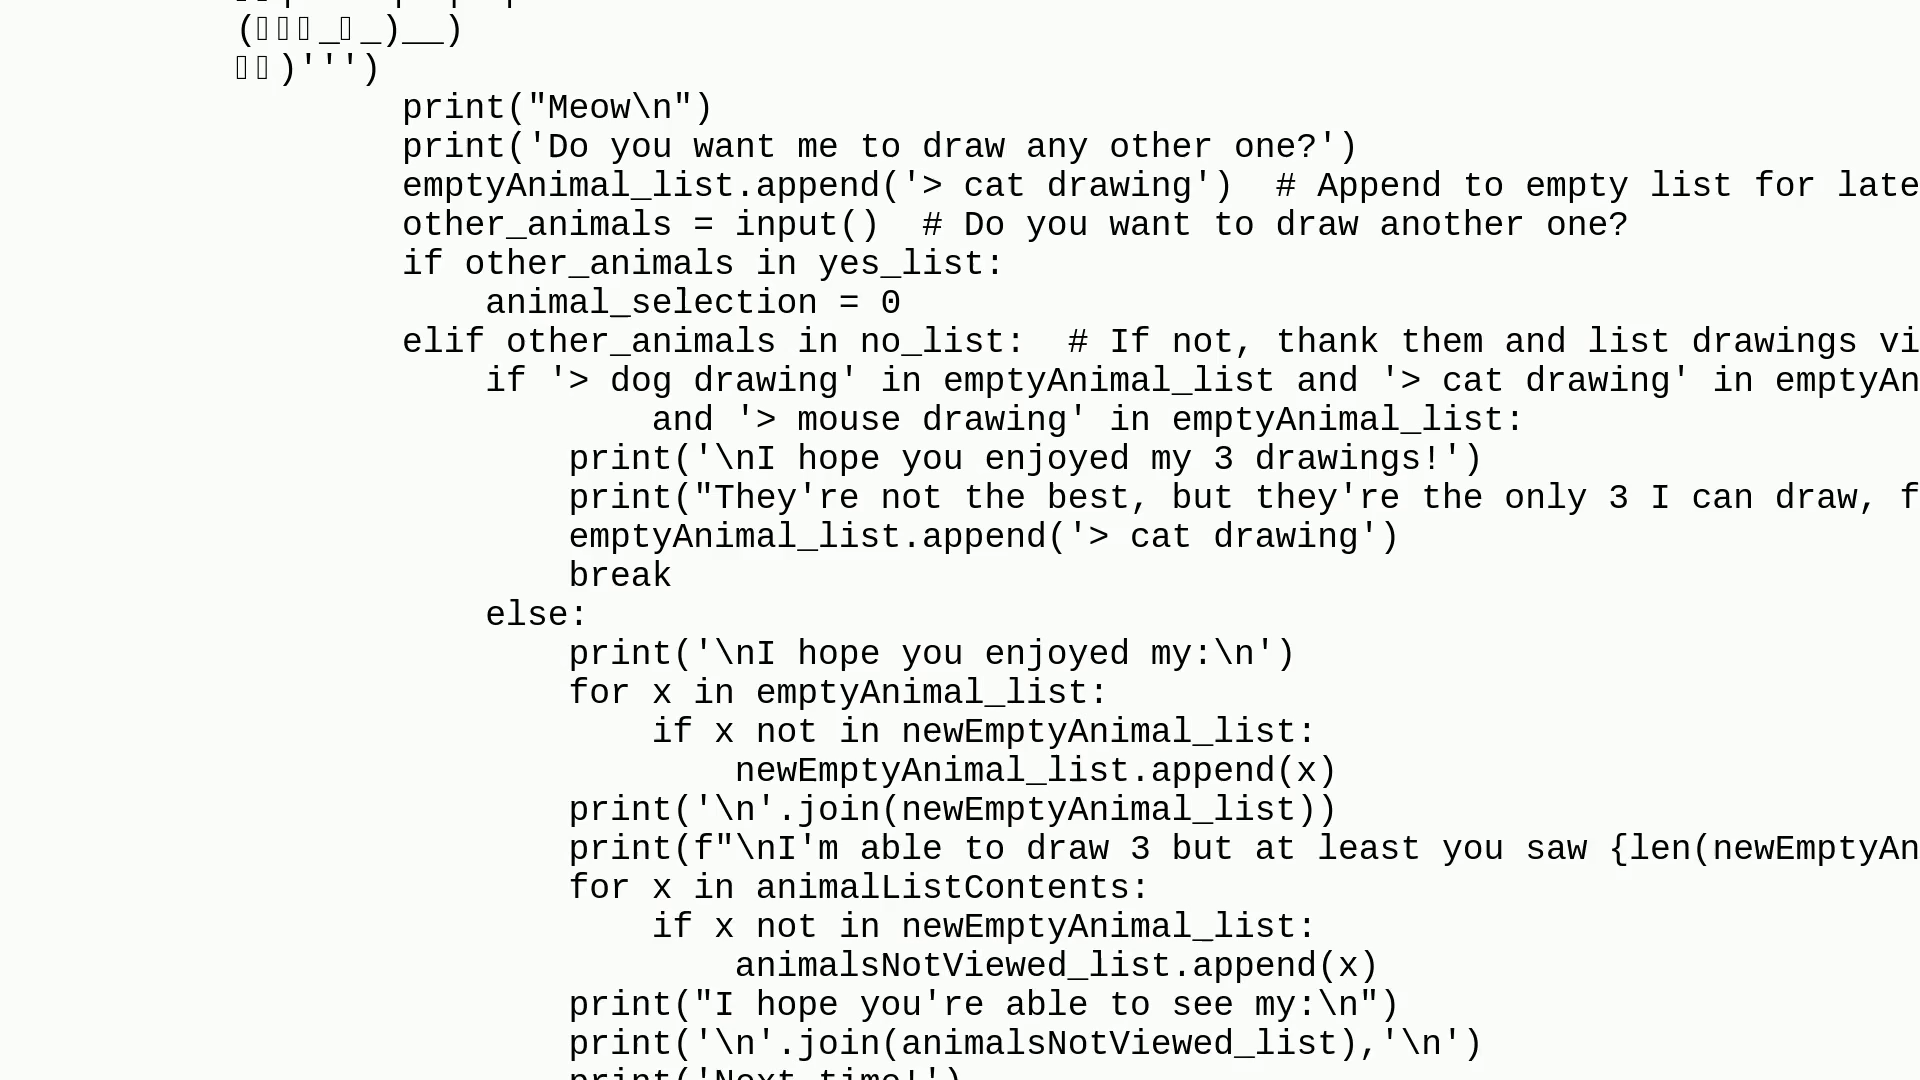 (▯▯▯_▯_)__)
▯▯)''')
print("Meow\n")
print('Do you want me to draw any other one?')
emptyAnimal_list.append('> cat drawing')  # Append to empty list for late
other_animals = input()  # Do you want to draw another one?
if other_animals in yes_list:
animal_selection = 0
elif other_animals in no_list:  # If not, thank them and list drawings vi
if '> dog drawing' in emptyAnimal_list and '> cat drawing' in emptyAn
and '> mouse drawing' in emptyAnimal_list:
print('\nI hope you enjoyed my 3 drawings!')
print("They're not the best, but they're the only 3 I can draw, f
emptyAnimal_list.append('> cat drawing')
break
else:
print('\nI hope you enjoyed my:\n')
for x in emptyAnimal_list:
if x not in newEmptyAnimal_list:
newEmptyAnimal_list.append(x)
print('\n'.join(newEmptyAnimal_list))
print(f"\nI'm able to draw 3 but at least you saw {len(newEmptyAn
for x in animalListContents:
if x not in newEmptyAnimal_list:
animalsNotViewed_list.append(x)
print("I hope you're able to see my:\n")
print('\n'.join(animalsNotViewed_list),'\n')
print('Next time!')